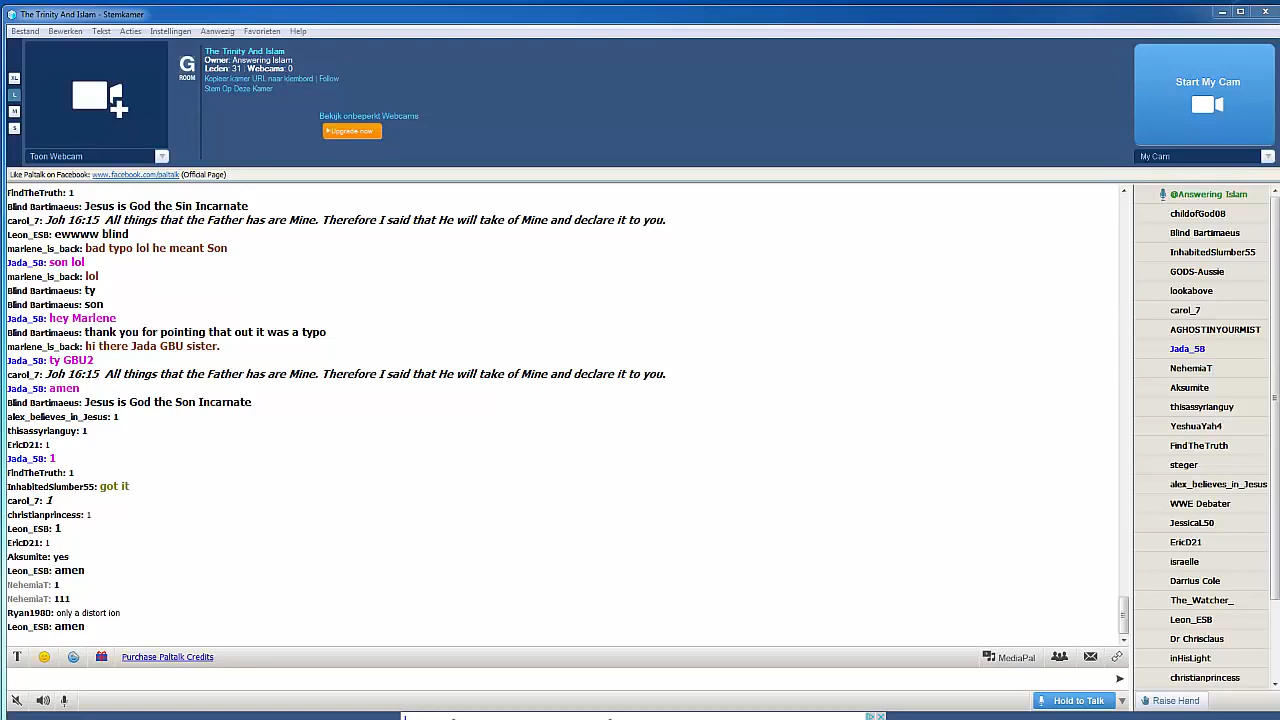 The Trinity And Islam - Stemkamer
Bestand Bewerken Tekst Acties Instellingen Aanwezig Favorieten Help
XL
L
M
S
Toon Webcam
G
ROOM
The Trinity And Islam
Owner: Answering Islam
Leden: 31 | Webcams: 0
Kopieer kamer URL naar klembord | Follow
Stem Op Deze Kamer
Bekijk onbeperkt Webcams
Upgrade now
Start My Cam
My Cam
Like Paltalk on Facebook: www.facebook.com/paltalk (Official Page)
FindTheTruth: 1
Blind Bartimaeus: Jesus is God the Sin Incarnate
carol_7: Joh 16:15 All things that the Father has are Mine. Therefore I said that He will take of Mine and declare it to you.
Leon_ESB: ewwww blind
marlene_is_back: bad typo lol he meant Son
Jada_58: son lol
marlene_is_back: lol
Blind Bartimaeus: ty
Blind Bartimaeus: son
Jada_58: hey Marlene
Blind Bartimaeus: thank you for pointing that out it was a typo
marlene_is_back: hi there Jada GBU sister.
Jada_58: ty GBU2
carol_7: Joh 16:15 All things that the Father has are Mine. Therefore I said that He will take of Mine and declare it to you.
Jada_58: amen
Blind Bartimaeus: Jesus is God the Son Incarnate
alex_believes_in_Jesus: 1
thisassyrianguy: 1
EricD21: 1
Jada_58: 1
FindTheTruth: 1
InhabitedSlumber55: got it
carol_7: 1
christianprincess: 1
Leon_ESB: 1
EricD21: 1
Aksumite: yes
Leon_ESB: amen
NehemiaT: 1
NehemiaT: 111
Ryan1980: only a distort ion
Leon_ESB: amen
@Answering Islam
childofGod08
Blind Bartimaeus
InhabitedSlumber55
GODS-Aussie
lookabove
carol_7
AGHOSTINYOURMIST
Jada_58
NehemiaT
Aksumite
thisassyrianguy
YeshuaYah4
FindTheTruth
steger
alex_believes_in_Jesus
WWE Debater
JessicaL50
EricD21
israelle
Darrius Cole
The_Watcher_
Leon_ESB
Dr Chrisclaus
inHisLight
christianprincess
T
Purchase Paltalk Credits
MediaPal
Hold to Talk
Raise Hand